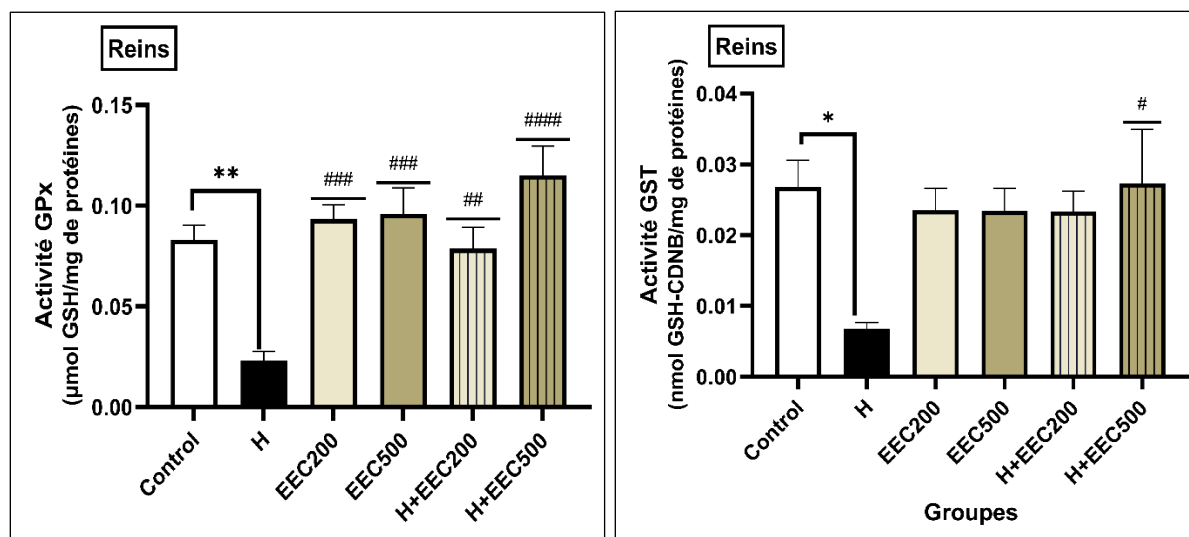 Reins
Activité GPx
(µmol GSH/mg de protéines)
0.15
0.10
0.05
0.00
**
###
###
##
####
Control
H
EEC200
EEC500
H+EEC200
H+EEC500
Reins
Activité GST
(nmol GSH-CDNB/mg de protéines)
0.04
0.03
0.02
0.01
0.00
*
#
Control
H
EEC200
EEC500
H+EEC200
H+EEC500
Groupes